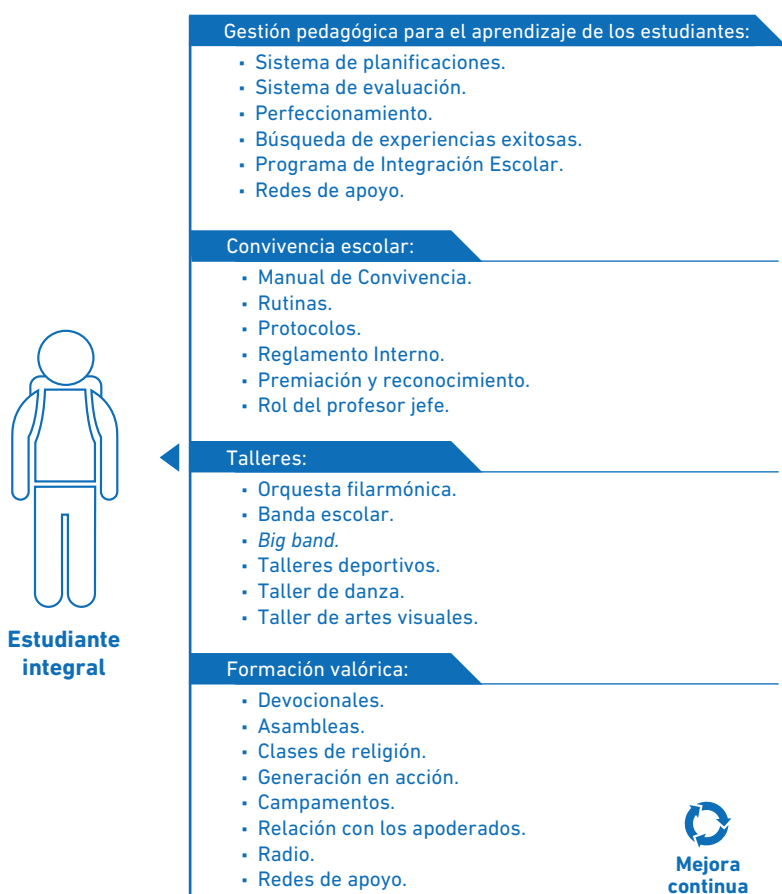 Gestión pedagógica para el aprendizaje de los estudiantes:
▪ Sistema de planificaciones.
▪ Sistema de evaluación.
▪ Perfeccionamiento.
▪ Búsqueda de experiencias exitosas.
▪ Programa de Integración Escolar.
▪ Redes de apoyo.
Convivencia escolar:
▪ Manual de Convivencia.
▪ Rutinas.
▪ Protocolos.
▪ Reglamento Interno.
▪ Premiación y reconocimiento.
▪ Rol del profesor jefe.
Talleres:
▪ Orquesta filarmónica.
▪ Banda escolar.
▪ Big band.
▪ Talleres deportivos.
▪ Taller de danza.
▪ Taller de artes visuales.
Estudiante
integral
Formación valórica:
▪ Devocionales.
▪ Asambleas.
▪ Clases de religión.
▪ Generación en acción.
▪ Campamentos.
▪ Relación con los apoderados.
▪ Radio.
▪ Redes de apoyo.
Mejora
continua